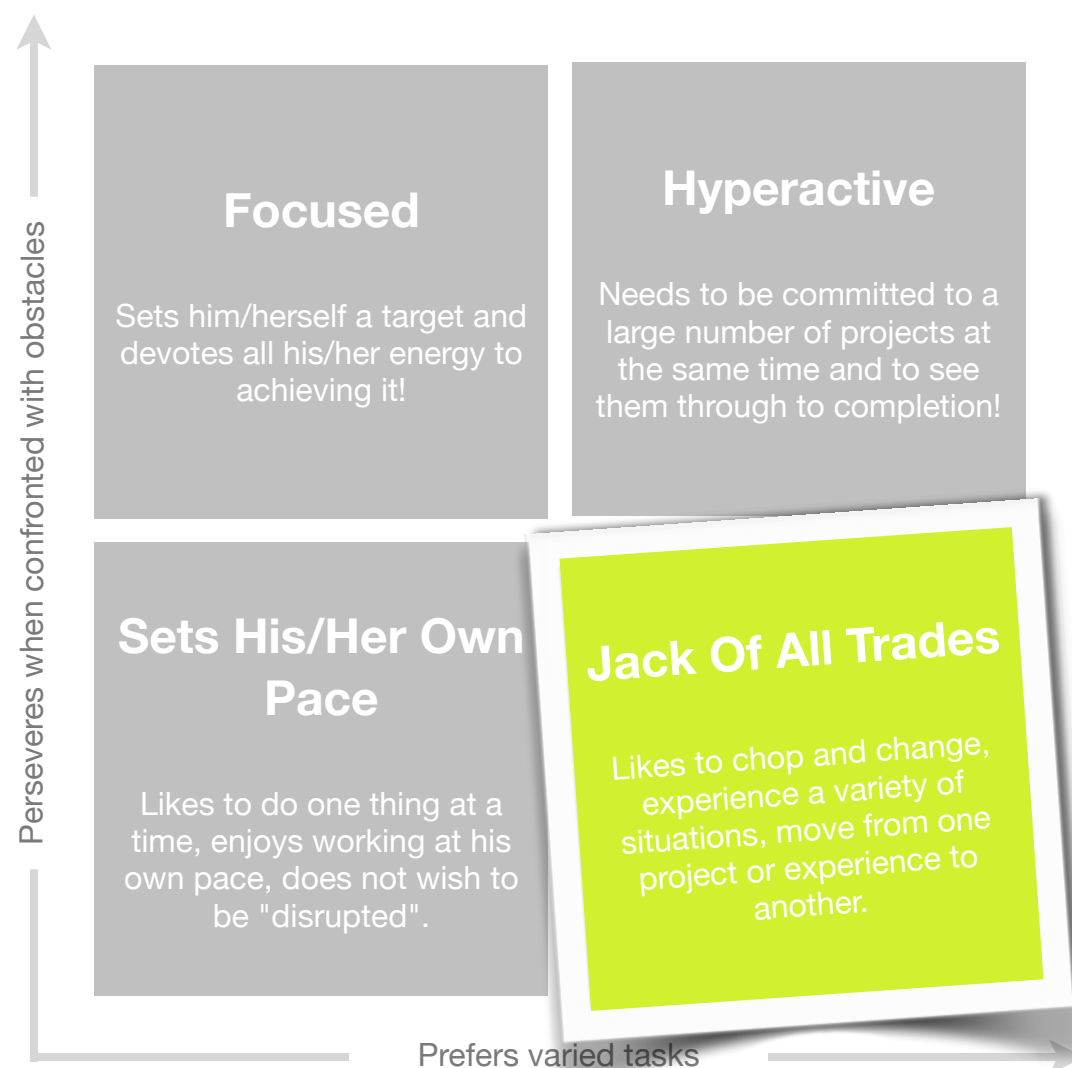 Perseveres when confronted with obstacles
Focused
Sets him/herself a target and
devotes all his/her energy to
achieving it!
Hyperactive
Needs to be committed to a
large number of projects at
the same time and to see
them through to completion!
Sets His/Her Own
Pace
Likes to do one thing at a
time, enjoys working at his
own pace, does not wish to
be "disrupted".
Jack Of All Trades
Likes to chop and change,
experience a variety of
situations, move from one
project or experience to
another.
Prefers varied tasks